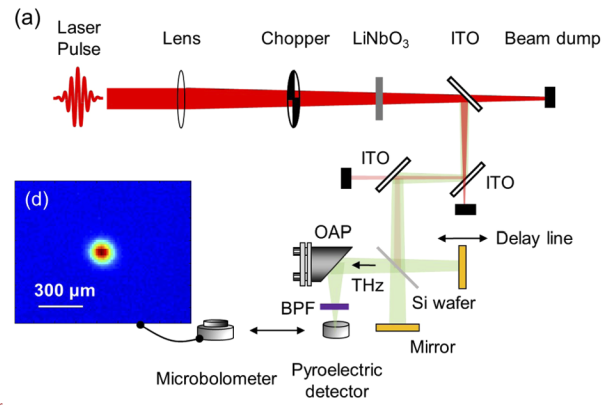 (a)
Laser
Pulse
Lens
Chopper
LiNbO₃
ITO
Beam dump
ITO
ITO
(d)
300 µm
OAP
Delay line
THz
Si wafer
BPF
Mirror
Microbolometer
Pyroelectric
detector